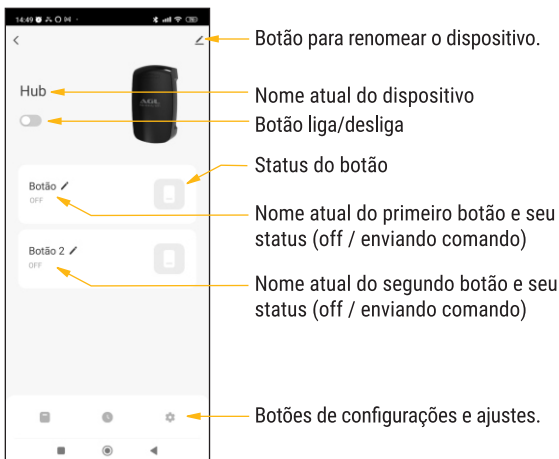 14:49
Botão para renomear o dispositivo.
Hub
AGL
Nome atual do dispositivo
Botão liga/desliga
Status do botão
Botão
OFF
Nome atual do primeiro botão e seu
status (off / enviando comando)
Botão 2
OFF
Nome atual do segundo botão e seu
status (off / enviando comando)
Botões de configurações e ajustes.